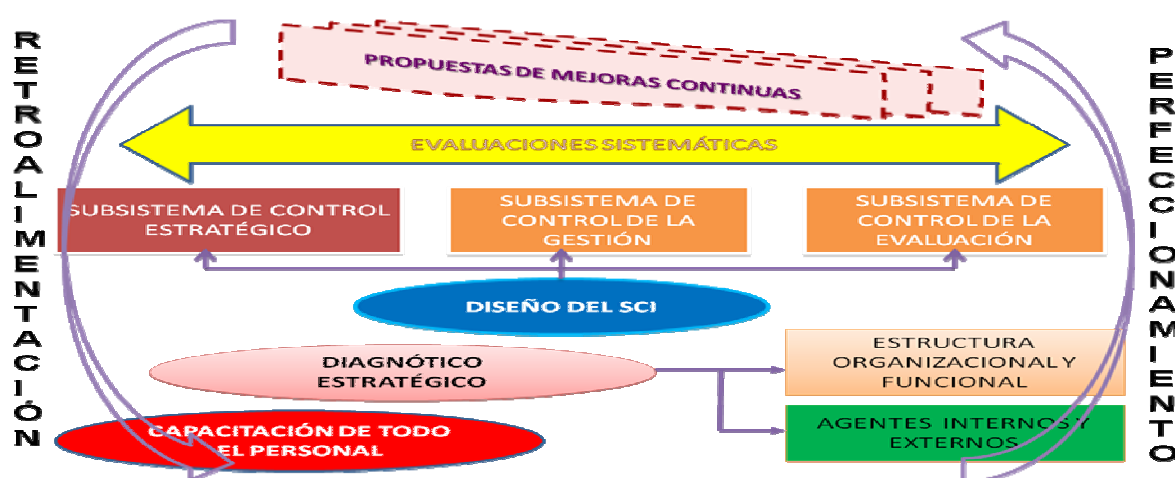 RETROALIMENTACIÓN
PROPUESTAS DE MEJORAS CONTINUAS
EVALUACIONES SISTEMÁTICAS
SUBSISTEMA DE CONTROL
ESTRATÉGICO
SUBSISTEMA DE
CONTROL DE LA
GESTIÓN
SUBSISTEMA DE
CONTROL DE LA
EVALUACIÓN
DISEÑO DEL SCI
DIAGNÓTICO
ESTRATÉGICO
ESTRUCTURA
ORGANIZACIONAL Y
FUNCIONAL
CAPACITACIÓN DE TODO
EL PERSONAL
AGENTES INTERNOS Y
EXTERNOS
PERFECCIONAMIENTO